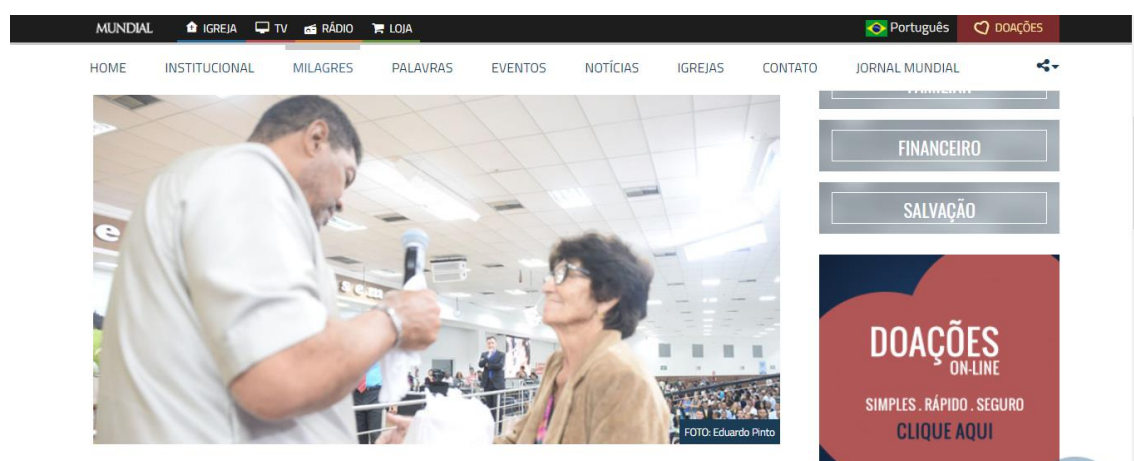 MUNDIAL IGREJA TV RÁDIO LOJA Português DOAÇÕES
HOME INSTITUCIONAL MILAGRES PALAVRAS EVENTOS NOTÍCIAS IGREJAS CONTATO JORNAL MUNDIAL
FINANCEIRO
SALVAÇÃO
DOAÇÕES
ON-LINE
SIMPLES . RÁPIDO . SEGURO
CLIQUE AQUI
FOTO: Eduardo Pinto